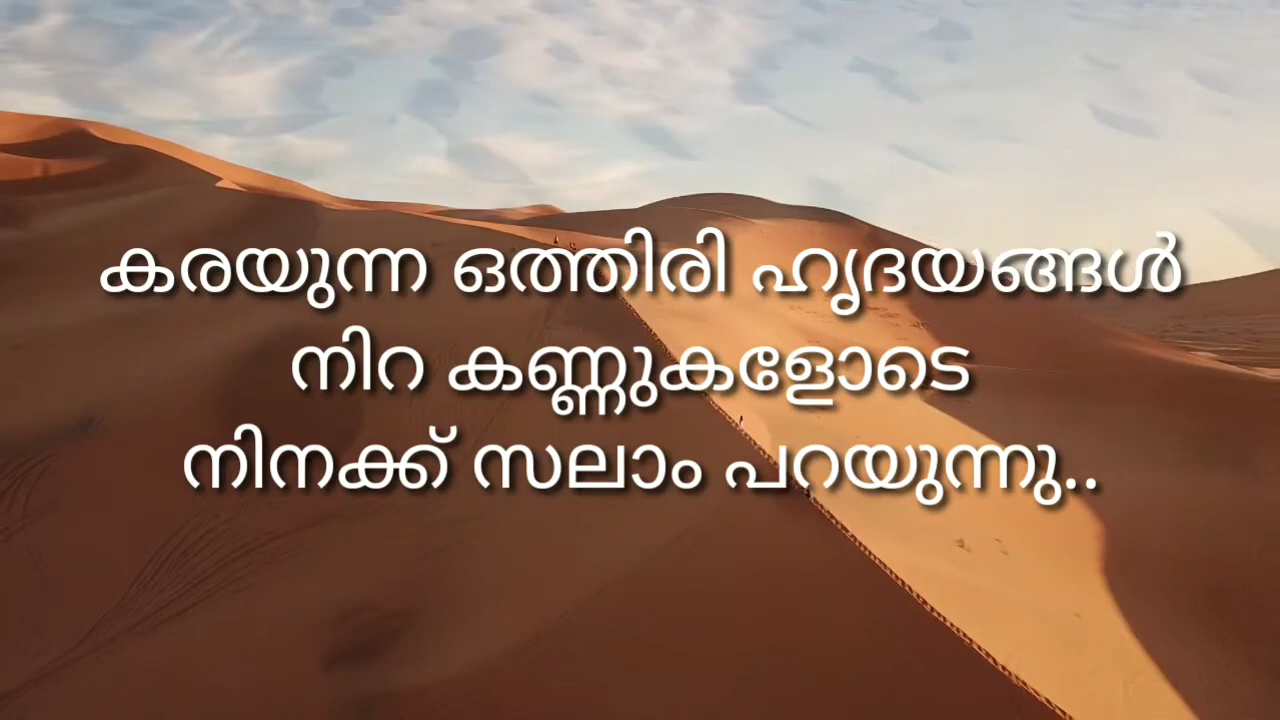 കരയുന്ന ഒത്തിരി ഹൃദയങ്ങൾ
നിറ കണ്ണുകളോടെ
നിനക്ക് സലാം പറയുന്നു..